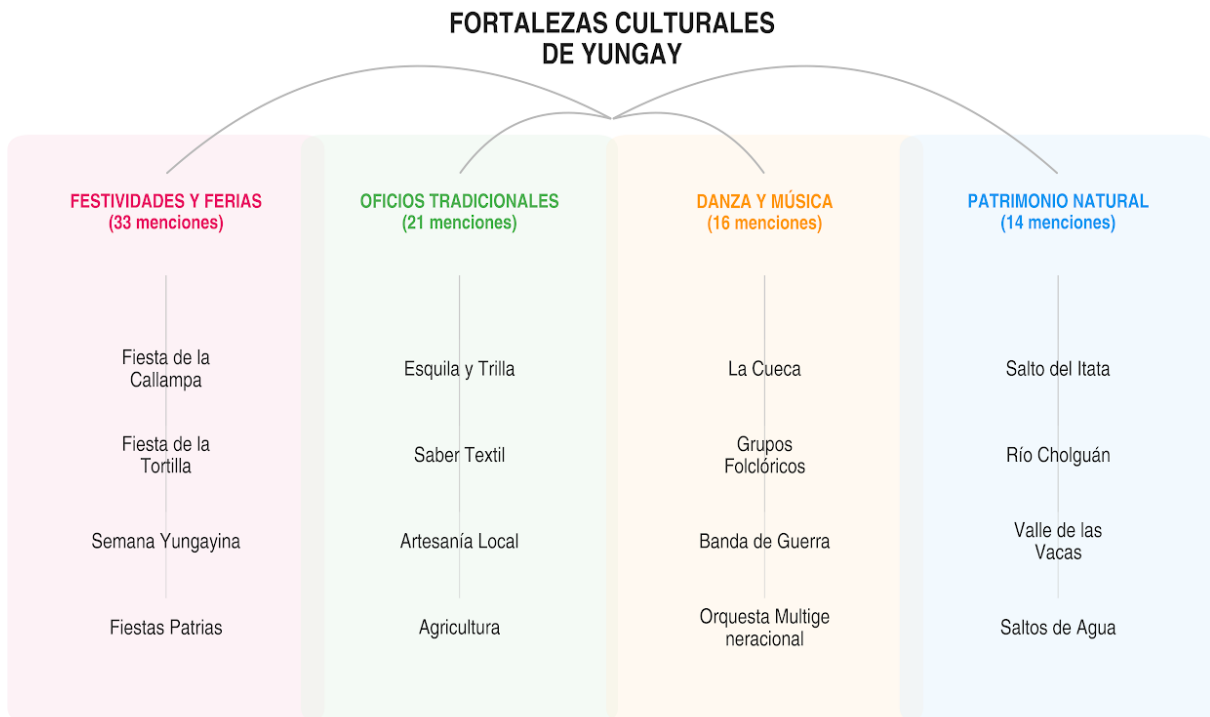 FORTALEZAS CULTURALES
DE YUNGAY
FESTIVIDADES Y FERIAS
(33 menciones)
Fiesta de la
Callampa
Fiesta de la
Tortilla
Semana Yungayina
Fiestas Patrias
OFICIOS TRADICIONALES
(21 menciones)
Esquila y Trilla
Saber Textil
Artesanía Local
Agricultura
DANZA Y MÚSICA
(16 menciones)
La Cueca
Grupos
Folclóricos
Banda de Guerra
Orquesta Multige
neracional
PATRIMONIO NATURAL
(14 menciones)
Salto del Itata
Río Cholguán
Valle de las
Vacas
Saltos de Agua